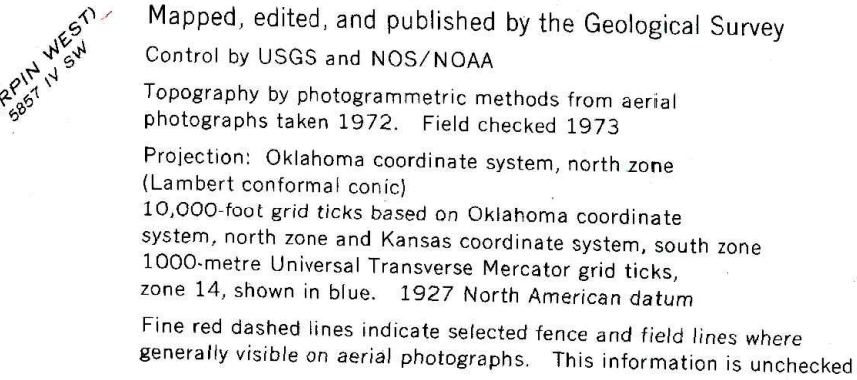 RPIN WEST)
5857 IV SW
Mapped, edited, and published by the Geological Survey
Control by USGS and NOS/NOAA
Topography by photogrammetric methods from aerial
photographs taken 1972. Field checked 1973
Projection: Oklahoma coordinate system, north zone
(Lambert conformal conic)
10,000-foot grid ticks based on Oklahoma coordinate
system, north zone and Kansas coordinate system, south zone
1000-metre Universal Transverse Mercator grid ticks,
zone 14, shown in blue. 1927 North American datum
Fine red dashed lines indicate selected fence and field lines where
generally visible on aerial photographs. This information is unchecked